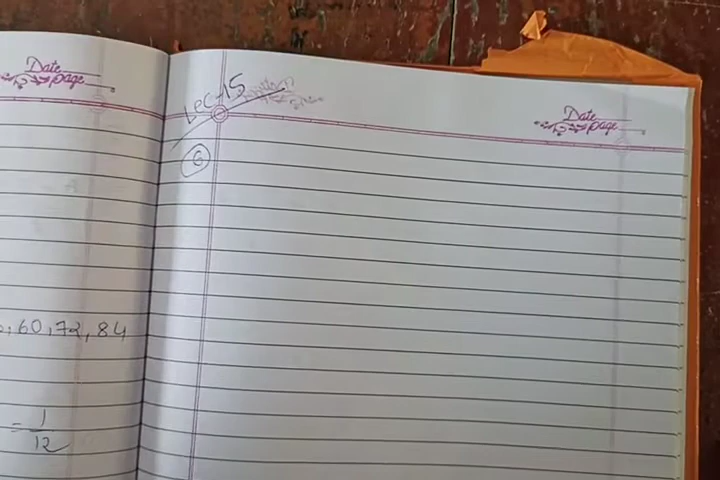 Date
Page
60, 72, 84
= 1/12
Lec-15
6
Date
Page